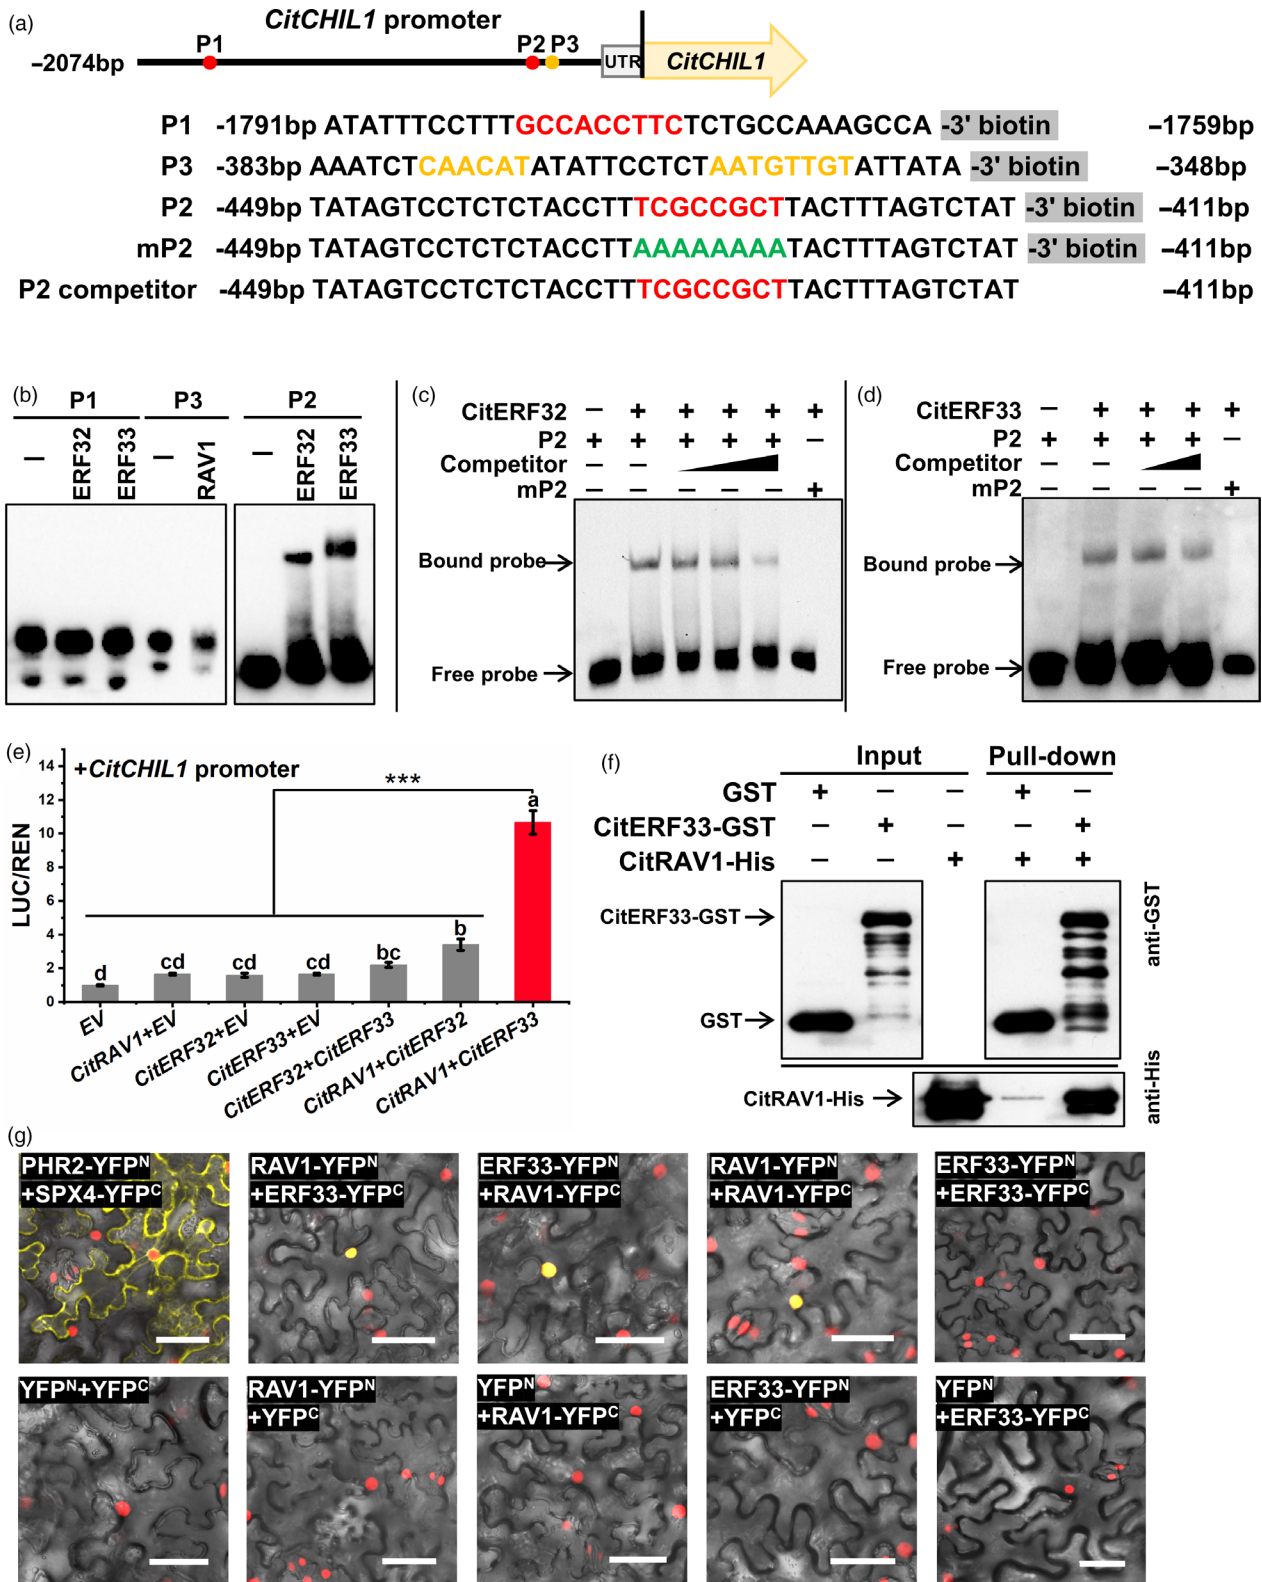 (a)
CitCHIL1 promoter
P1
P2 P3
–2074bp
UTR
CitCHIL1
P1 -1791bp ATATTTCCTTTGCCACCTTCTCTGCCAAAGCCA -3' biotin –1759bp
P3 -383bp AAATCTCAACATATATTCCTCTAATGTTGTATTATA -3' biotin –348bp
P2 -449bp TATAGTCCTCTCTACCTTTCGCCGCTTACTTTAGTCTAT -3' biotin –411bp
mP2 -449bp TATAGTCCTCTCTACCTTAAAAAAAATACTTTAGTCTAT -3' biotin –411bp
P2 competitor -449bp TATAGTCCTCTCTACCTTTCGCCGCTTACTTTAGTCTAT –411bp
(b)
P1 P3 P2
– ERF32 ERF33 – RAV1 – ERF32 ERF33
(c)
CitERF32 – + + + + +
P2 + + + + + –
Competitor – – –
mP2 – – – – – +
Bound probe
Free probe
(d)
CitERF33 – + + + +
P2 + + + + –
Competitor – – –
mP2 – – – – +
Bound probe
Free probe
(e)
+CitCHIL1 promoter
LUC/REN
14
12
10
8
6
4
2
0
***
d cd cd cd bc b a
EV
CitRAV1+EV
CitERF32+EV
CitERF33+EV
CitERF32+CitERF33
CitRAV1+CitERF32
CitRAV1+CitERF33
(f)
Input Pull-down
GST + – – + –
CitERF33-GST – + – – +
CitRAV1-His – – + + +
CitERF33-GST
GST
anti-GST
CitRAV1-His
anti-His
(g)
PHR2-YFPᴺ
+SPX4-YFPᶜ
RAV1-YFPᴺ
+ERF33-YFPᶜ
ERF33-YFPᴺ
+RAV1-YFPᶜ
RAV1-YFPᴺ
+RAV1-YFPᶜ
ERF33-YFPᴺ
+ERF33-YFPᶜ
YFPᴺ+YFPᶜ
RAV1-YFPᴺ
+YFPᶜ
YFPᴺ
+RAV1-YFPᶜ
ERF33-YFPᴺ
+YFPᶜ
YFPᴺ
+ERF33-YFPᶜ